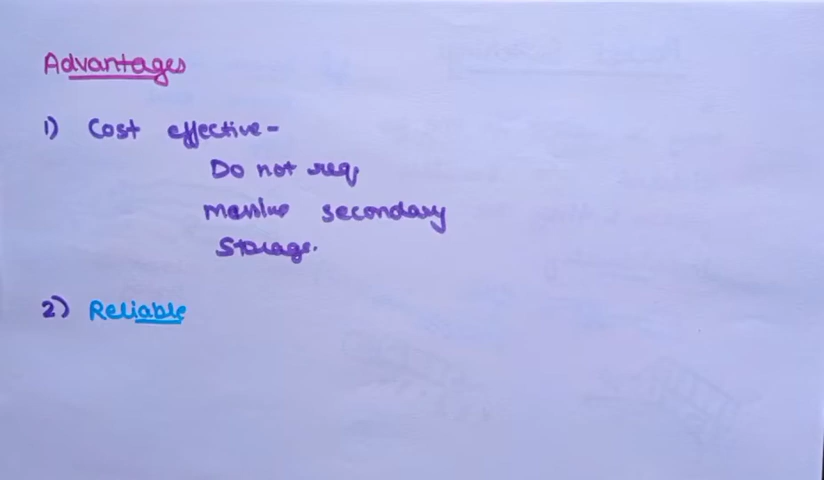 Advantages
1) Cost effective -
Do not req.
massive secondary
Storage.
2) Reliable